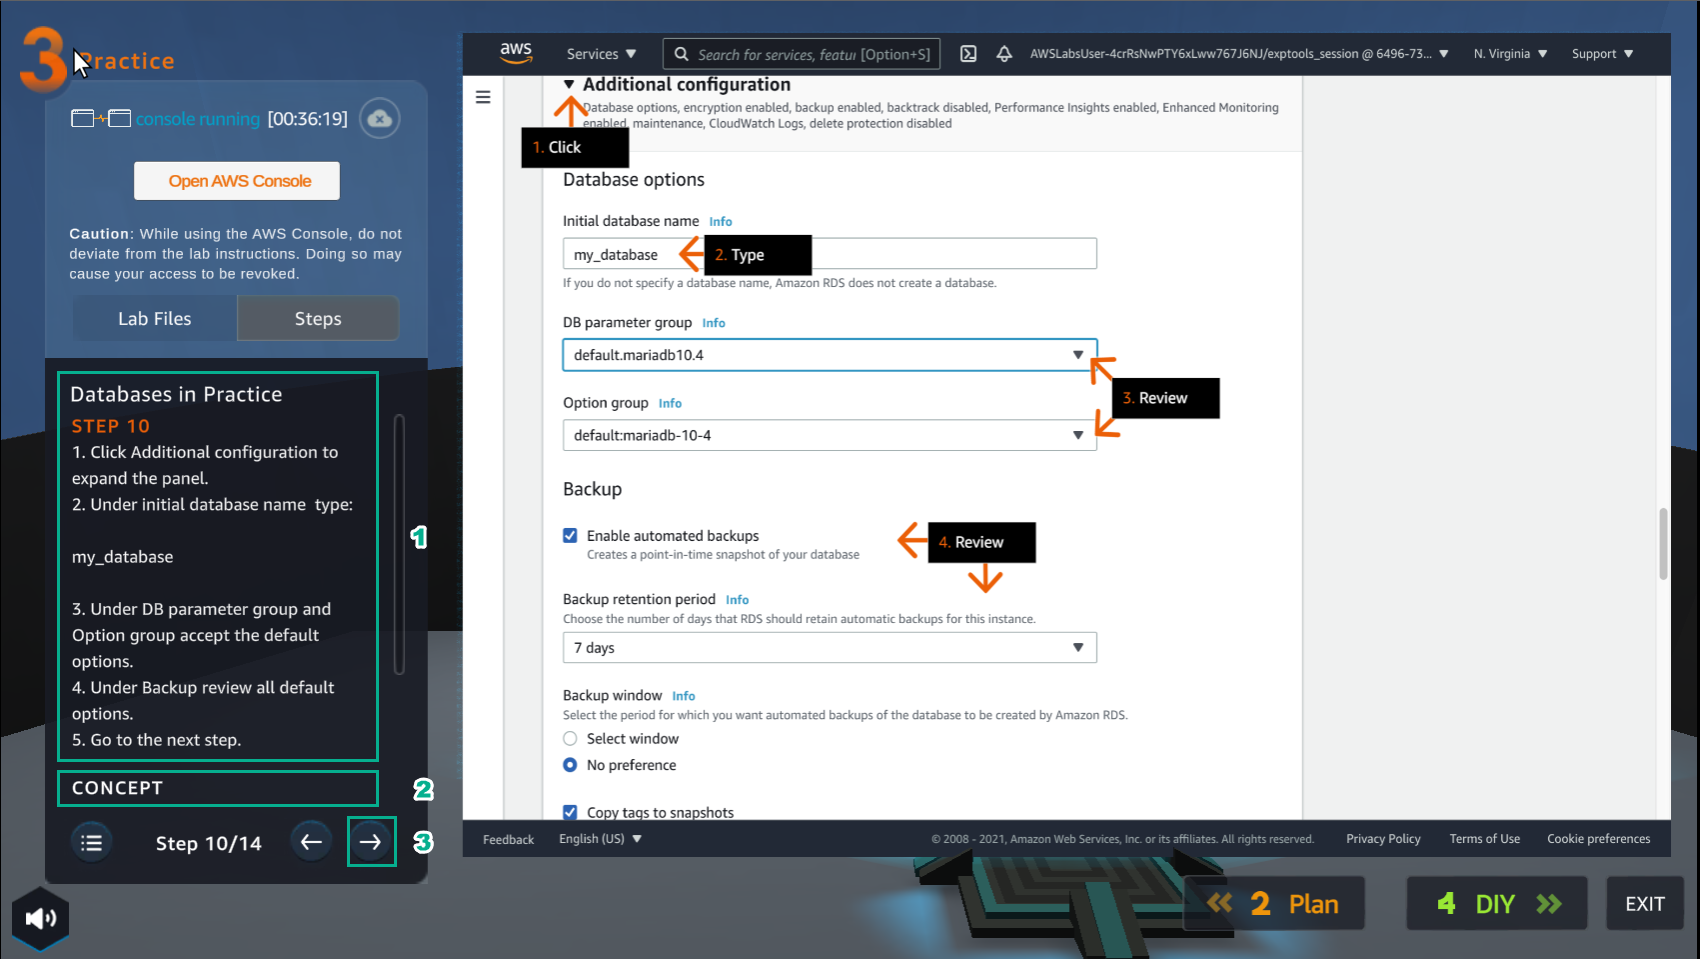 3 Practice
console running [00:36:19]
Open AWS Console
Caution: While using the AWS Console, do not
deviate from the lab instructions. Doing so may
cause your access to be revoked.
Lab Files
Steps
Databases in Practice
STEP 10
1. Click Additional configuration to
expand the panel.
2. Under initial database name type:
my_database
3. Under DB parameter group and
Option group accept the default
options.
4. Under Backup review all default
options.
5. Go to the next step.
1
CONCEPT
2
Step 10/14
3
aws
Services
Search for services, featu [Option+S]
AWSLabsUser-4crRsNwPTY6xLww767J6NJ/exptools_session @ 6496-73...
N. Virginia
Support
Additional configuration
Database options, encryption enabled, backup enabled, backtrack disabled, Performance Insights enabled, Enhanced Monitoring
enabled, maintenance, CloudWatch Logs, delete protection disabled
1. Click
Database options
Initial database name Info
my_database
2. Type
If you do not specify a database name, Amazon RDS does not create a database.
DB parameter group Info
default.mariadb10.4
3. Review
Option group Info
default:mariadb-10-4
Backup
Enable automated backups
Creates a point-in-time snapshot of your database
4. Review
Backup retention period Info
Choose the number of days that RDS should retain automatic backups for this instance.
7 days
Backup window Info
Select the period for which you want automated backups of the database to be created by Amazon RDS.
Select window
No preference
Copy tags to snapshots
Feedback
English (US)
© 2008 - 2021, Amazon Web Services, Inc. or its affiliates. All rights reserved.
Privacy Policy
Terms of Use
Cookie preferences
2 Plan
4 DIY
EXIT